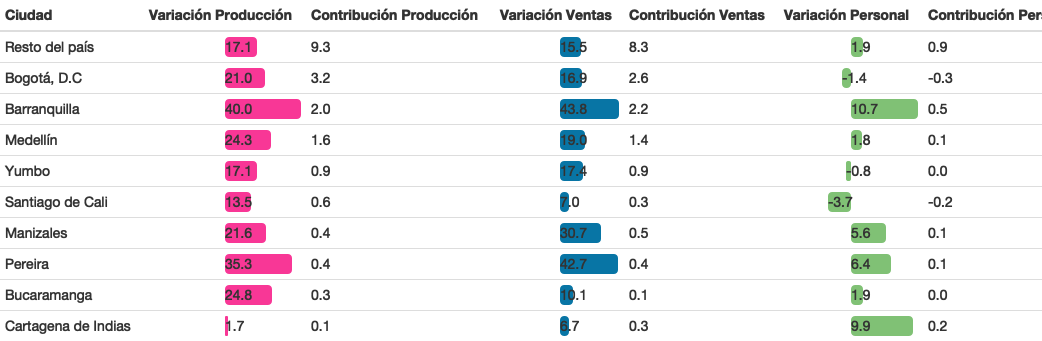 Ciudad Variación Producción Contribución Producción Variación Ventas Contribución Ventas Variación Personal Contribución Pers
Resto del país 17.1 9.3 15.5 8.3 1.9 0.9
Bogotá, D.C 21.0 3.2 16.9 2.6 -1.4 -0.3
Barranquilla 40.0 2.0 43.8 2.2 10.7 0.5
Medellín 24.3 1.6 19.0 1.4 1.8 0.1
Yumbo 17.1 0.9 17.4 0.9 -0.8 0.0
Santiago de Cali 13.5 0.6 7.0 0.3 -3.7 -0.2
Manizales 21.6 0.4 30.7 0.5 5.6 0.1
Pereira 35.3 0.4 42.7 0.4 6.4 0.1
Bucaramanga 24.8 0.3 10.1 0.1 1.9 0.0
Cartagena de Indias 1.7 0.1 6.7 0.3 9.9 0.2